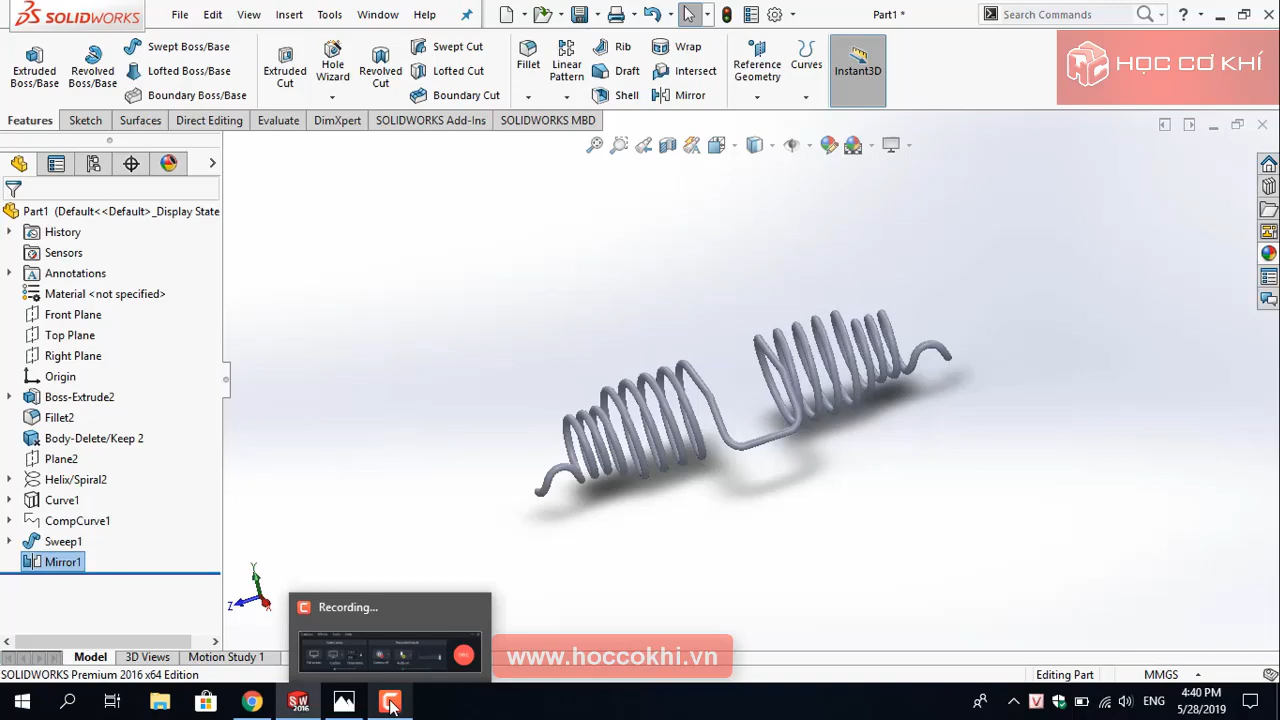 SOLIDWORKS
File Edit View Insert Tools Window Help
Part1 *
Search Commands
Extruded Boss/Base
Revolved Boss/Base
Swept Boss/Base
Lofted Boss/Base
Boundary Boss/Base
Extruded Cut
Hole Wizard
Revolved Cut
Swept Cut
Lofted Cut
Boundary Cut
Fillet
Linear Pattern
Rib
Draft
Shell
Wrap
Intersect
Mirror
Reference Geometry
Curves
Instant3D
HỌC CƠ KHÍ
Features Sketch Surfaces Direct Editing Evaluate DimXpert SOLIDWORKS Add-Ins SOLIDWORKS MBD
Part1 (Default<<Default>_Display State
History
Sensors
Annotations
Material <not specified>
Front Plane
Top Plane
Right Plane
Origin
Boss-Extrude2
Fillet2
Body-Delete/Keep 2
Plane2
Helix/Spiral2
Curve1
CompCurve1
Sweep1
Mirror1
Y
Z
X
Recording...
www.hoccokhi.vn
Model 3D Views Motion Study 1
SOLIDWORKS Premium 2016 x64 Edition
Editing Part
MMGS
SW
2016
ENG
4:40 PM
5/28/2019